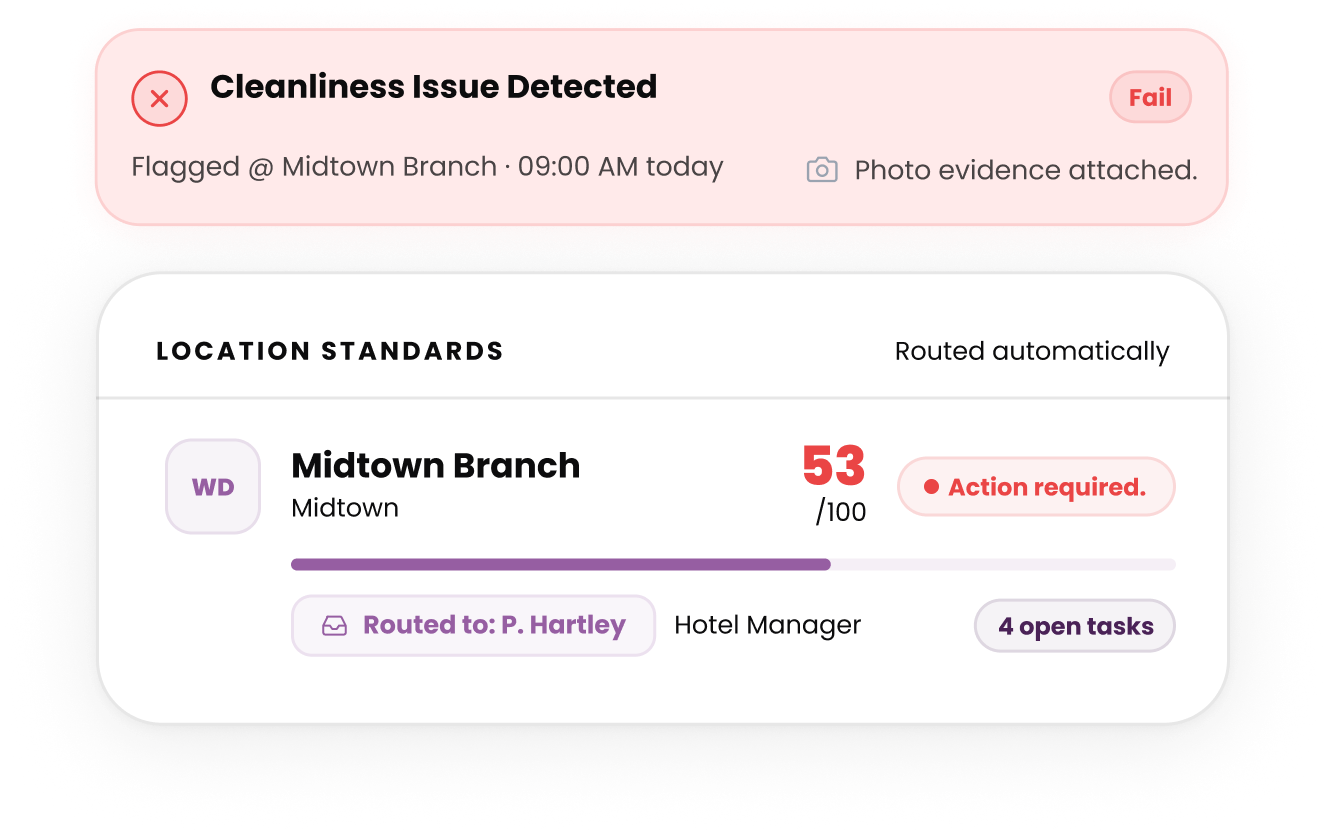 Cleanliness Issue Detected
Fail
Flagged @ Midtown Branch · 09:00 AM today
Photo evidence attached.
LOCATION STANDARDS
Routed automatically
WD
Midtown Branch
Midtown
53
/100
Action required.
Routed to: P. Hartley
Hotel Manager
4 open tasks